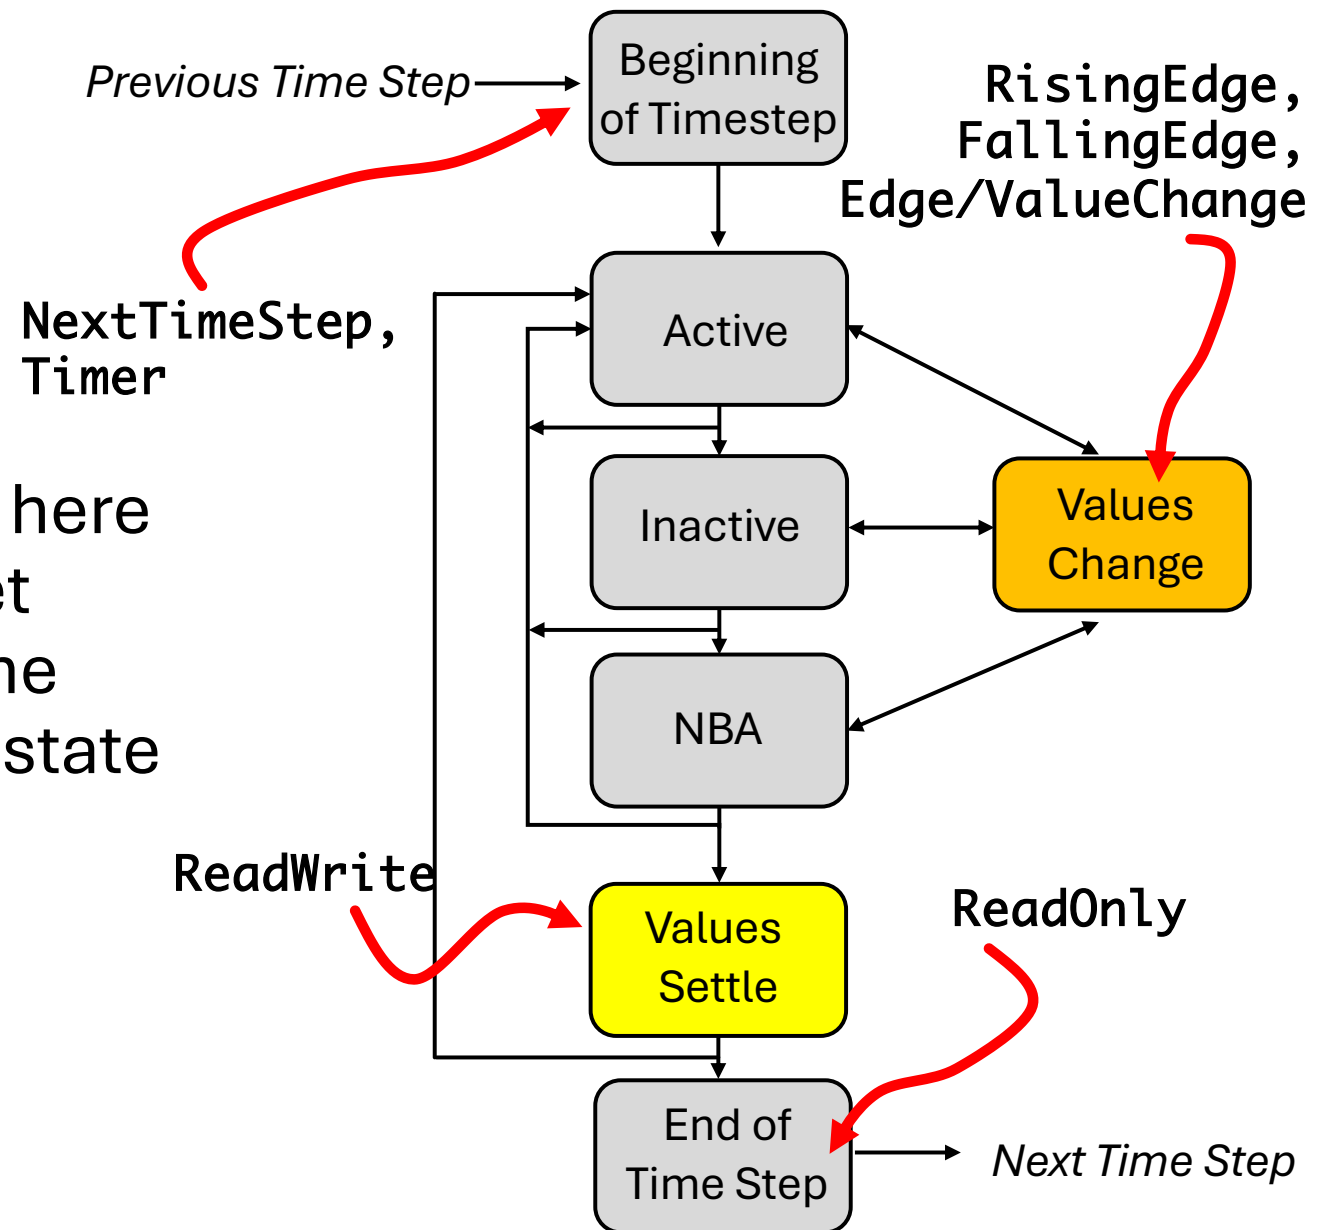 Previous Time Step
Beginning
of Timestep
RisingEdge,
FallingEdge,
Edge/ValueChange
NextTimeStep,
Timer
Active
here
Inactive
Values
Change
state
NBA
ReadWrite
Values
Settle
ReadOnly
End of
Time Step
Next Time Step